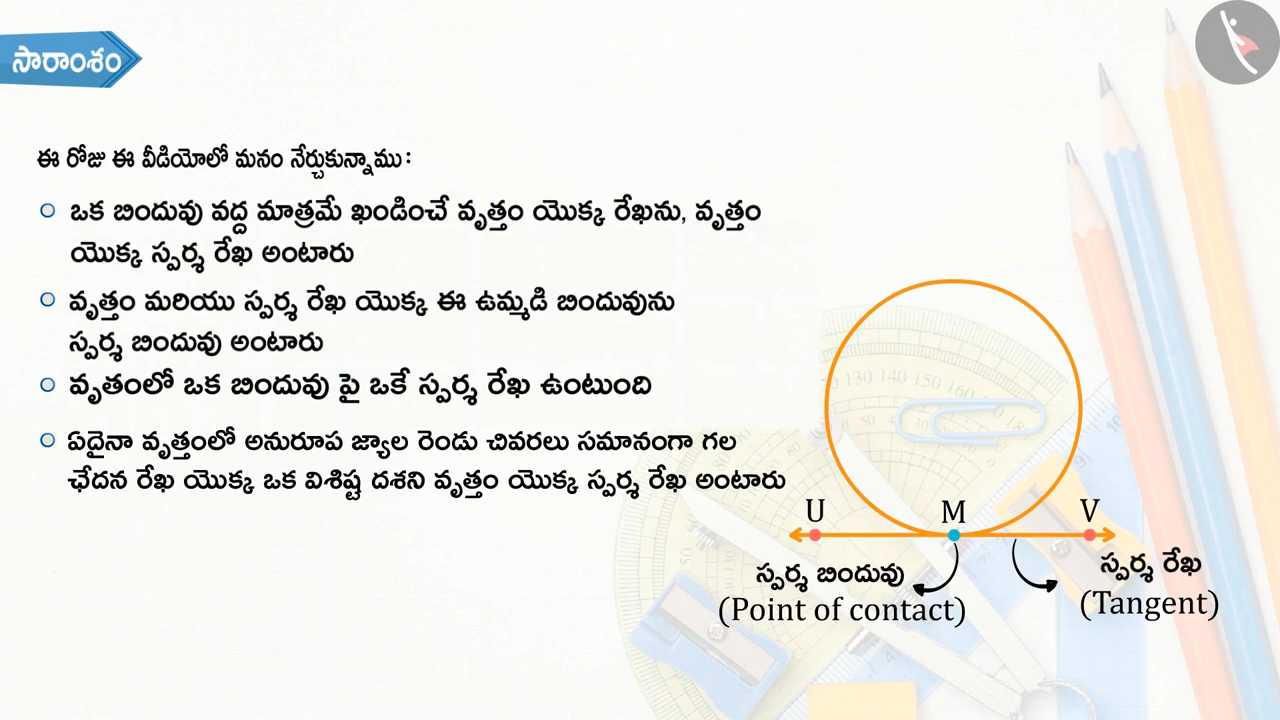 సారాంశం
ఈ రోజు ఈ వీడియోలో మనం నేర్చుకున్నాము:
ఒక బిందువు వద్ద మాత్రమే ఖండించే వృత్తం యొక్క రేఖను, వృత్తం
యొక్క స్పర్శ రేఖ అంటారు
వృత్తం మరియు స్పర్శ రేఖ యొక్క ఈ ఉమ్మడి బిందువును
స్పర్శ బిందువు అంటారు
వృతంలో ఒక బిందువు పై ఒకే స్పర్శ రేఖ ఉంటుంది
ఏదైనా వృత్తంలో అనురూప జ్యాల రెండు చివరలు సమానంగా గల
ఛేదన రేఖ యొక్క ఒక విశిష్ట దశని వృత్తం యొక్క స్పర్శ రేఖ అంటారు
U M V
స్పర్శ బిందువు
(Point of contact)
స్పర్శ రేఖ
(Tangent)